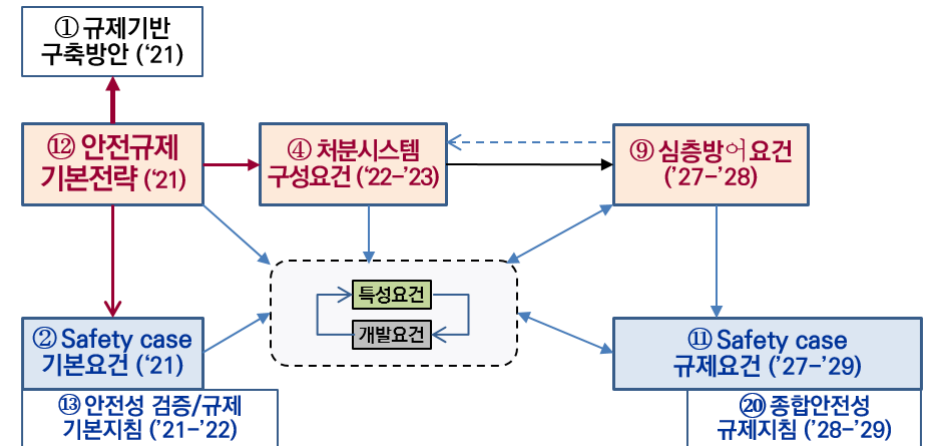 ① 규제기반
구축방안 (‘21)
⑫ 안전규제
기본전략 (‘21)
④ 처분시스템
구성요건 (‘22–’23)
⑨ 심층방어요건
(’27–’28)
특성요건
개발요건
② Safety case
기본요건 (‘21)
⑬ 안전성 검증/규제
기본지침 (’21–’22)
⑪ Safety case
규제요건 (’27–’29)
⑳ 종합안전성
규제지침 (’28–’29)